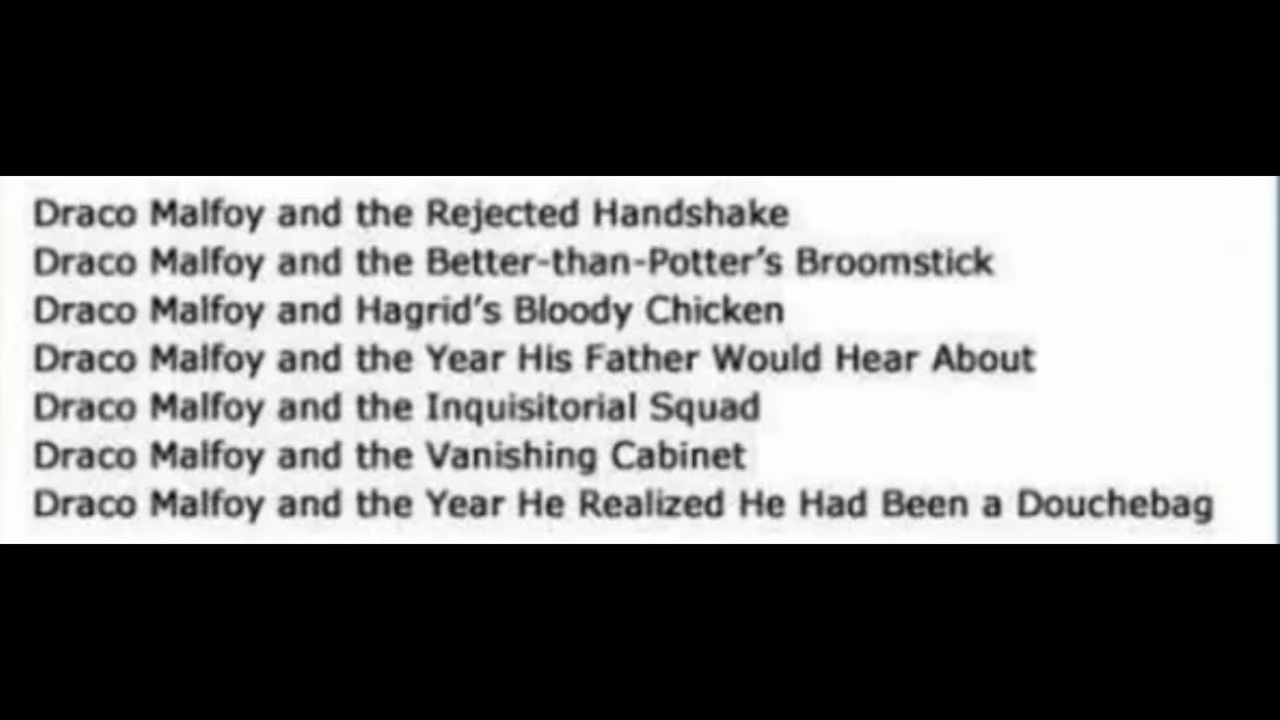 Draco Malfoy and the Rejected Handshake
Draco Malfoy and the Better-than-Potter’s Broomstick
Draco Malfoy and Hagrid’s Bloody Chicken
Draco Malfoy and the Year His Father Would Hear About
Draco Malfoy and the Inquisitorial Squad
Draco Malfoy and the Vanishing Cabinet
Draco Malfoy and the Year He Realized He Had Been a Douchebag